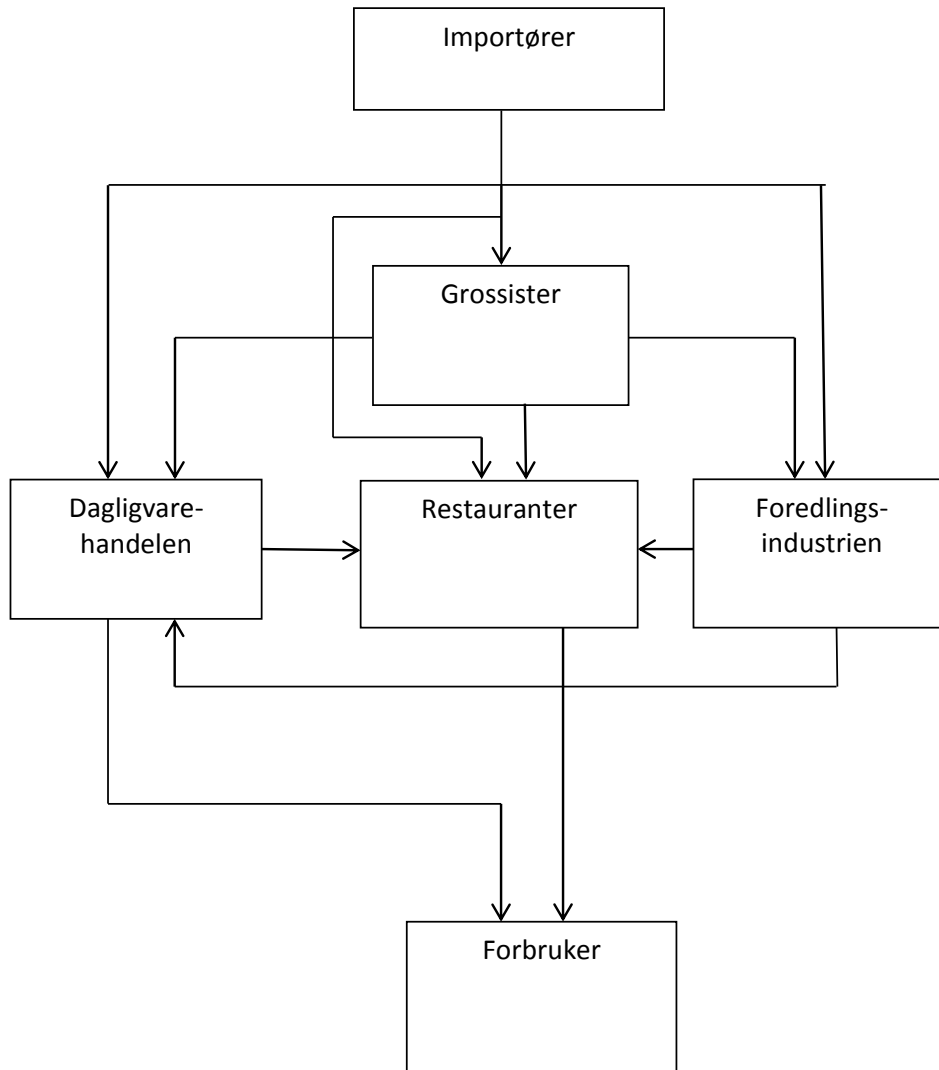 Importører
Grossister
Dagligvare-
handelen
Restauranter
Foredlings-
industrien
Forbruker